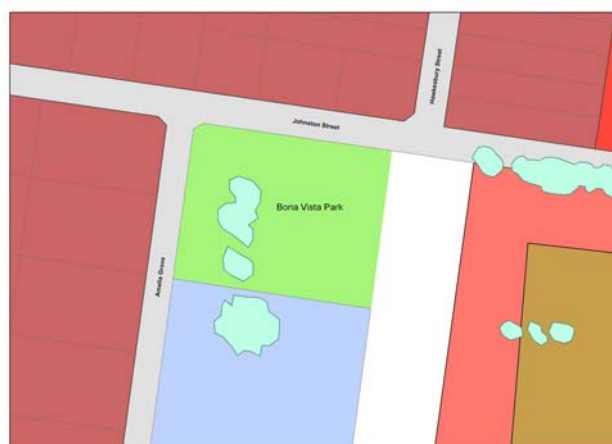 Hawkesbury Street
Johnston Street
Bona Vista Park
Amelia Grove